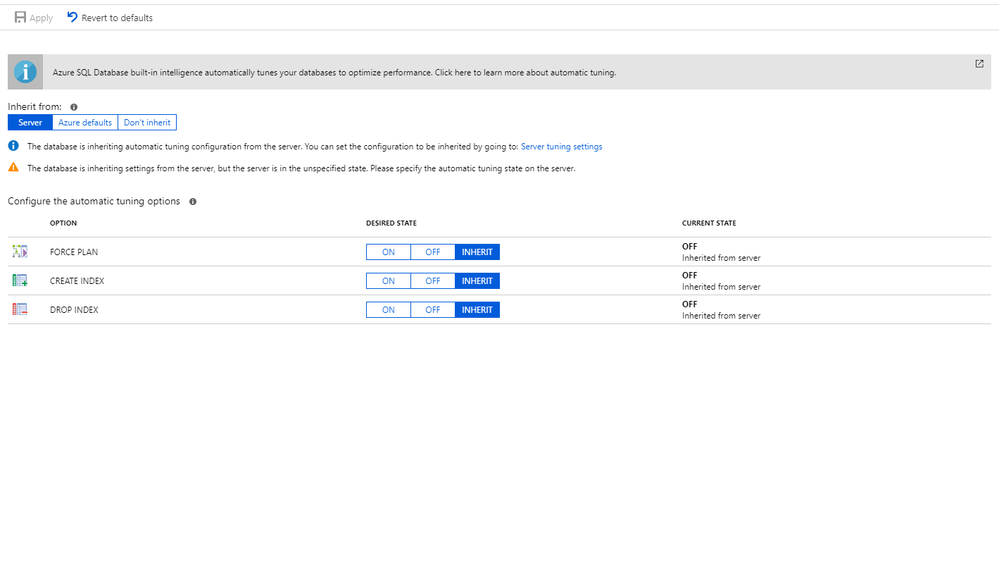 Apply Revert to defaults
Azure SQL Database built-in intelligence automatically tunes your databases to optimize performance. Click here to learn more about automatic tuning.
Inherit from:
Server Azure defaults Don't inherit
The database is inheriting automatic tuning configuration from the server. You can set the configuration to be inherited by going to: Server tuning settings
The database is inheriting settings from the server, but the server is in the unspecified state. Please specify the automatic tuning state on the server.
Configure the automatic tuning options
OPTION DESIRED STATE CURRENT STATE
FORCE PLAN ON OFF INHERIT OFF
Inherited from server
CREATE INDEX ON OFF INHERIT OFF
Inherited from server
DROP INDEX ON OFF INHERIT OFF
Inherited from server